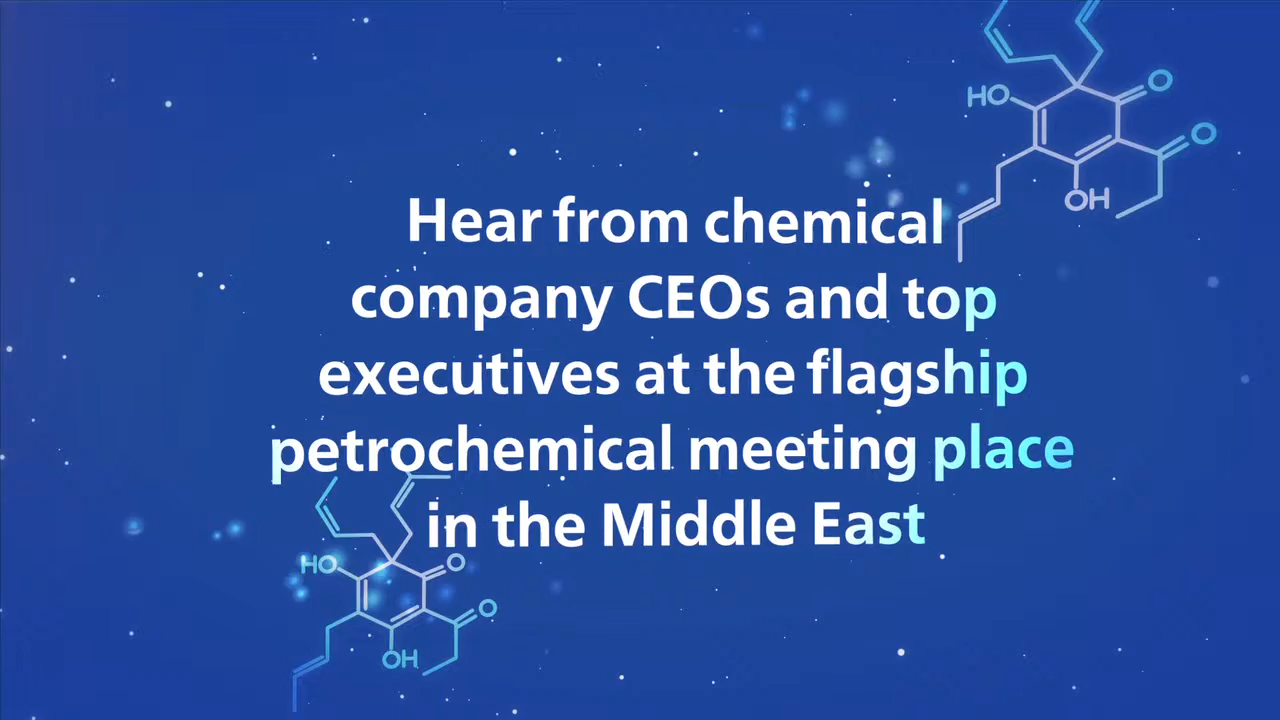 HO
O
O
OH
Hear from chemical
company CEOs and top
executives at the flagship
petrochemical meeting place
in the Middle East
HO
O
O
OH